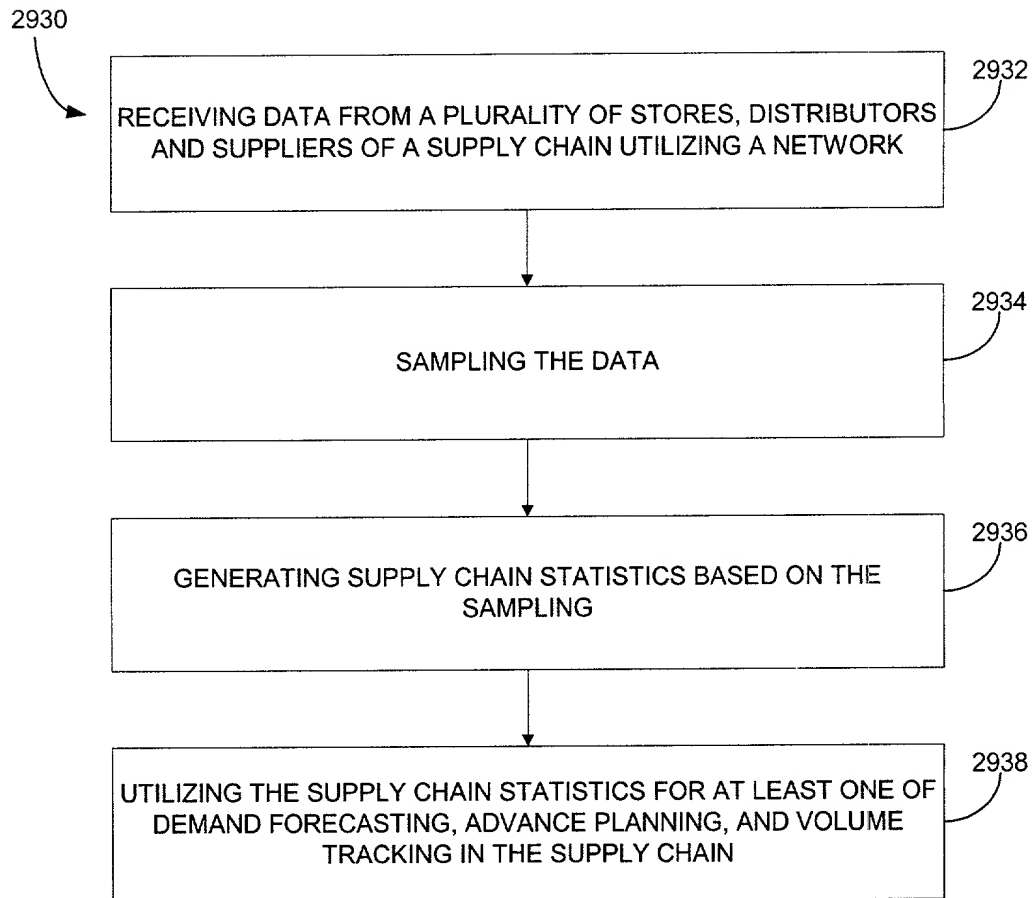 2930
2932
RECEIVING DATA FROM A PLURALITY OF STORES, DISTRIBUTORS
AND SUPPLIERS OF A SUPPLY CHAIN UTILIZING A NETWORK
2934
SAMPLING THE DATA
2936
GENERATING SUPPLY CHAIN STATISTICS BASED ON THE
SAMPLING
2938
UTILIZING THE SUPPLY CHAIN STATISTICS FOR AT LEAST ONE OF
DEMAND FORECASTING, ADVANCE PLANNING, AND VOLUME
TRACKING IN THE SUPPLY CHAIN